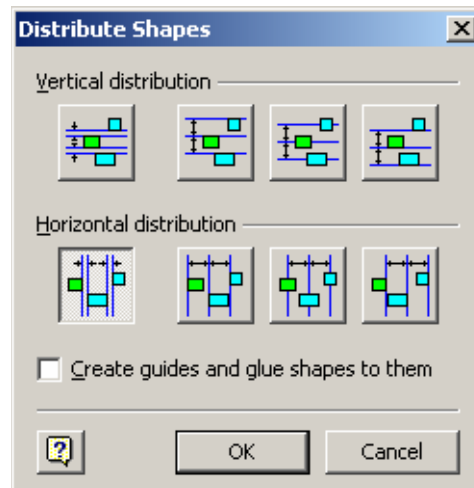 Distribute Shapes
Vertical distribution
Horizontal distribution
Create guides and glue shapes to them
?
OK
Cancel